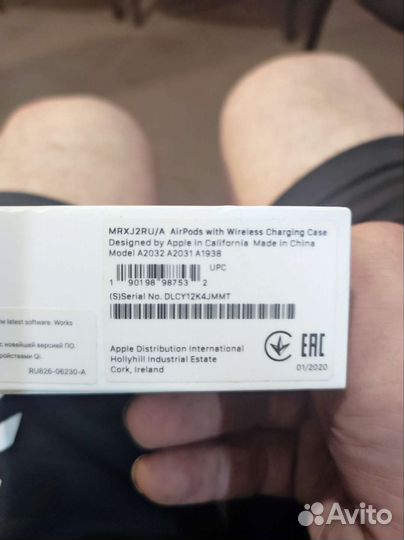 MRXJ2RU/A AirPods with Wireless Charging Case
Designed by Apple in California Made in China
Model A2032 A2031 A1938
UPC
1 90198 98753 2
(S)Serial No. DLCY12K4JMMT
Apple Distribution International
Hollyhill Industrial Estate
Cork, Ireland
EAC
01/2020
he latest software. Works
с новейшей версией ПО.
ройствами Qi.
RU826-06230-A
Avito